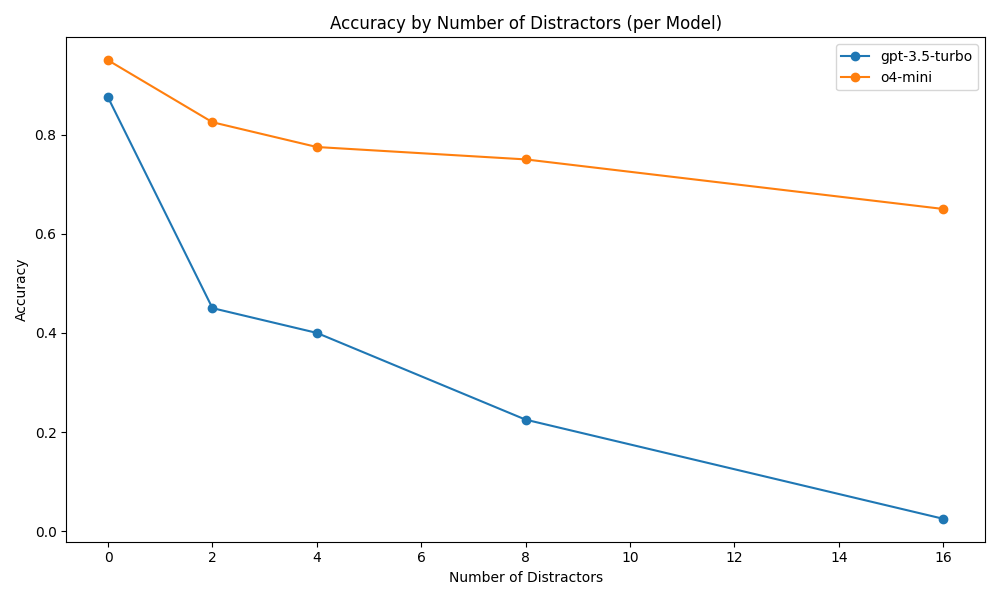 Accuracy by Number of Distractors (per Model)
gpt-3.5-turbo
o4-mini
Accuracy
0.8
0.6
0.4
0.2
0.0
0 2 4 6 8 10 12 14 16
Number of Distractors